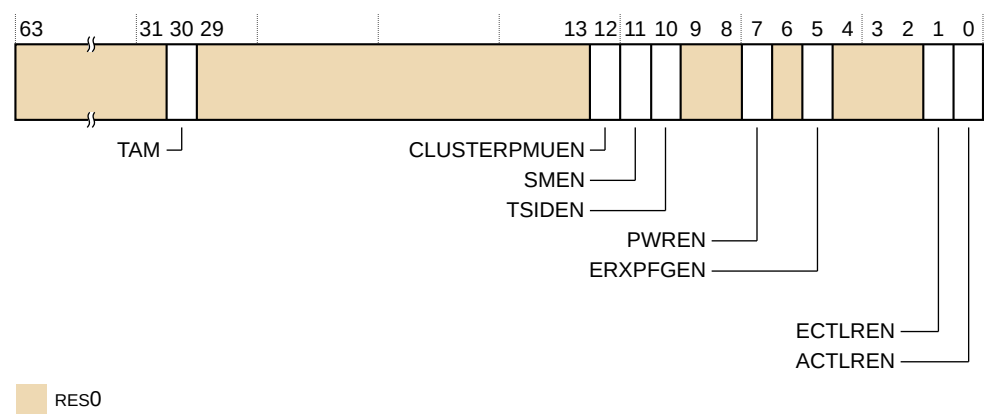 63 31 30 29 13 12 11 10 9 8 7 6 5 4 3 2 1 0
TAM
CLUSTERPMUEN
SMEN
TSIDEN
PWREN
ERXPFGEN
ECTLREN
ACTLREN
RES0